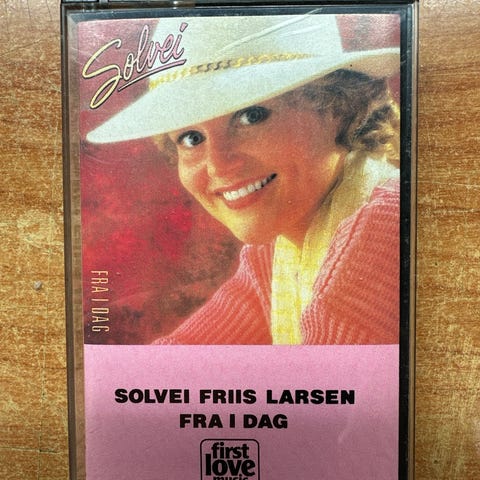 Solvei
FRA I DAG
SOLVEI FRIIS LARSEN
FRA I DAG
first
love
music